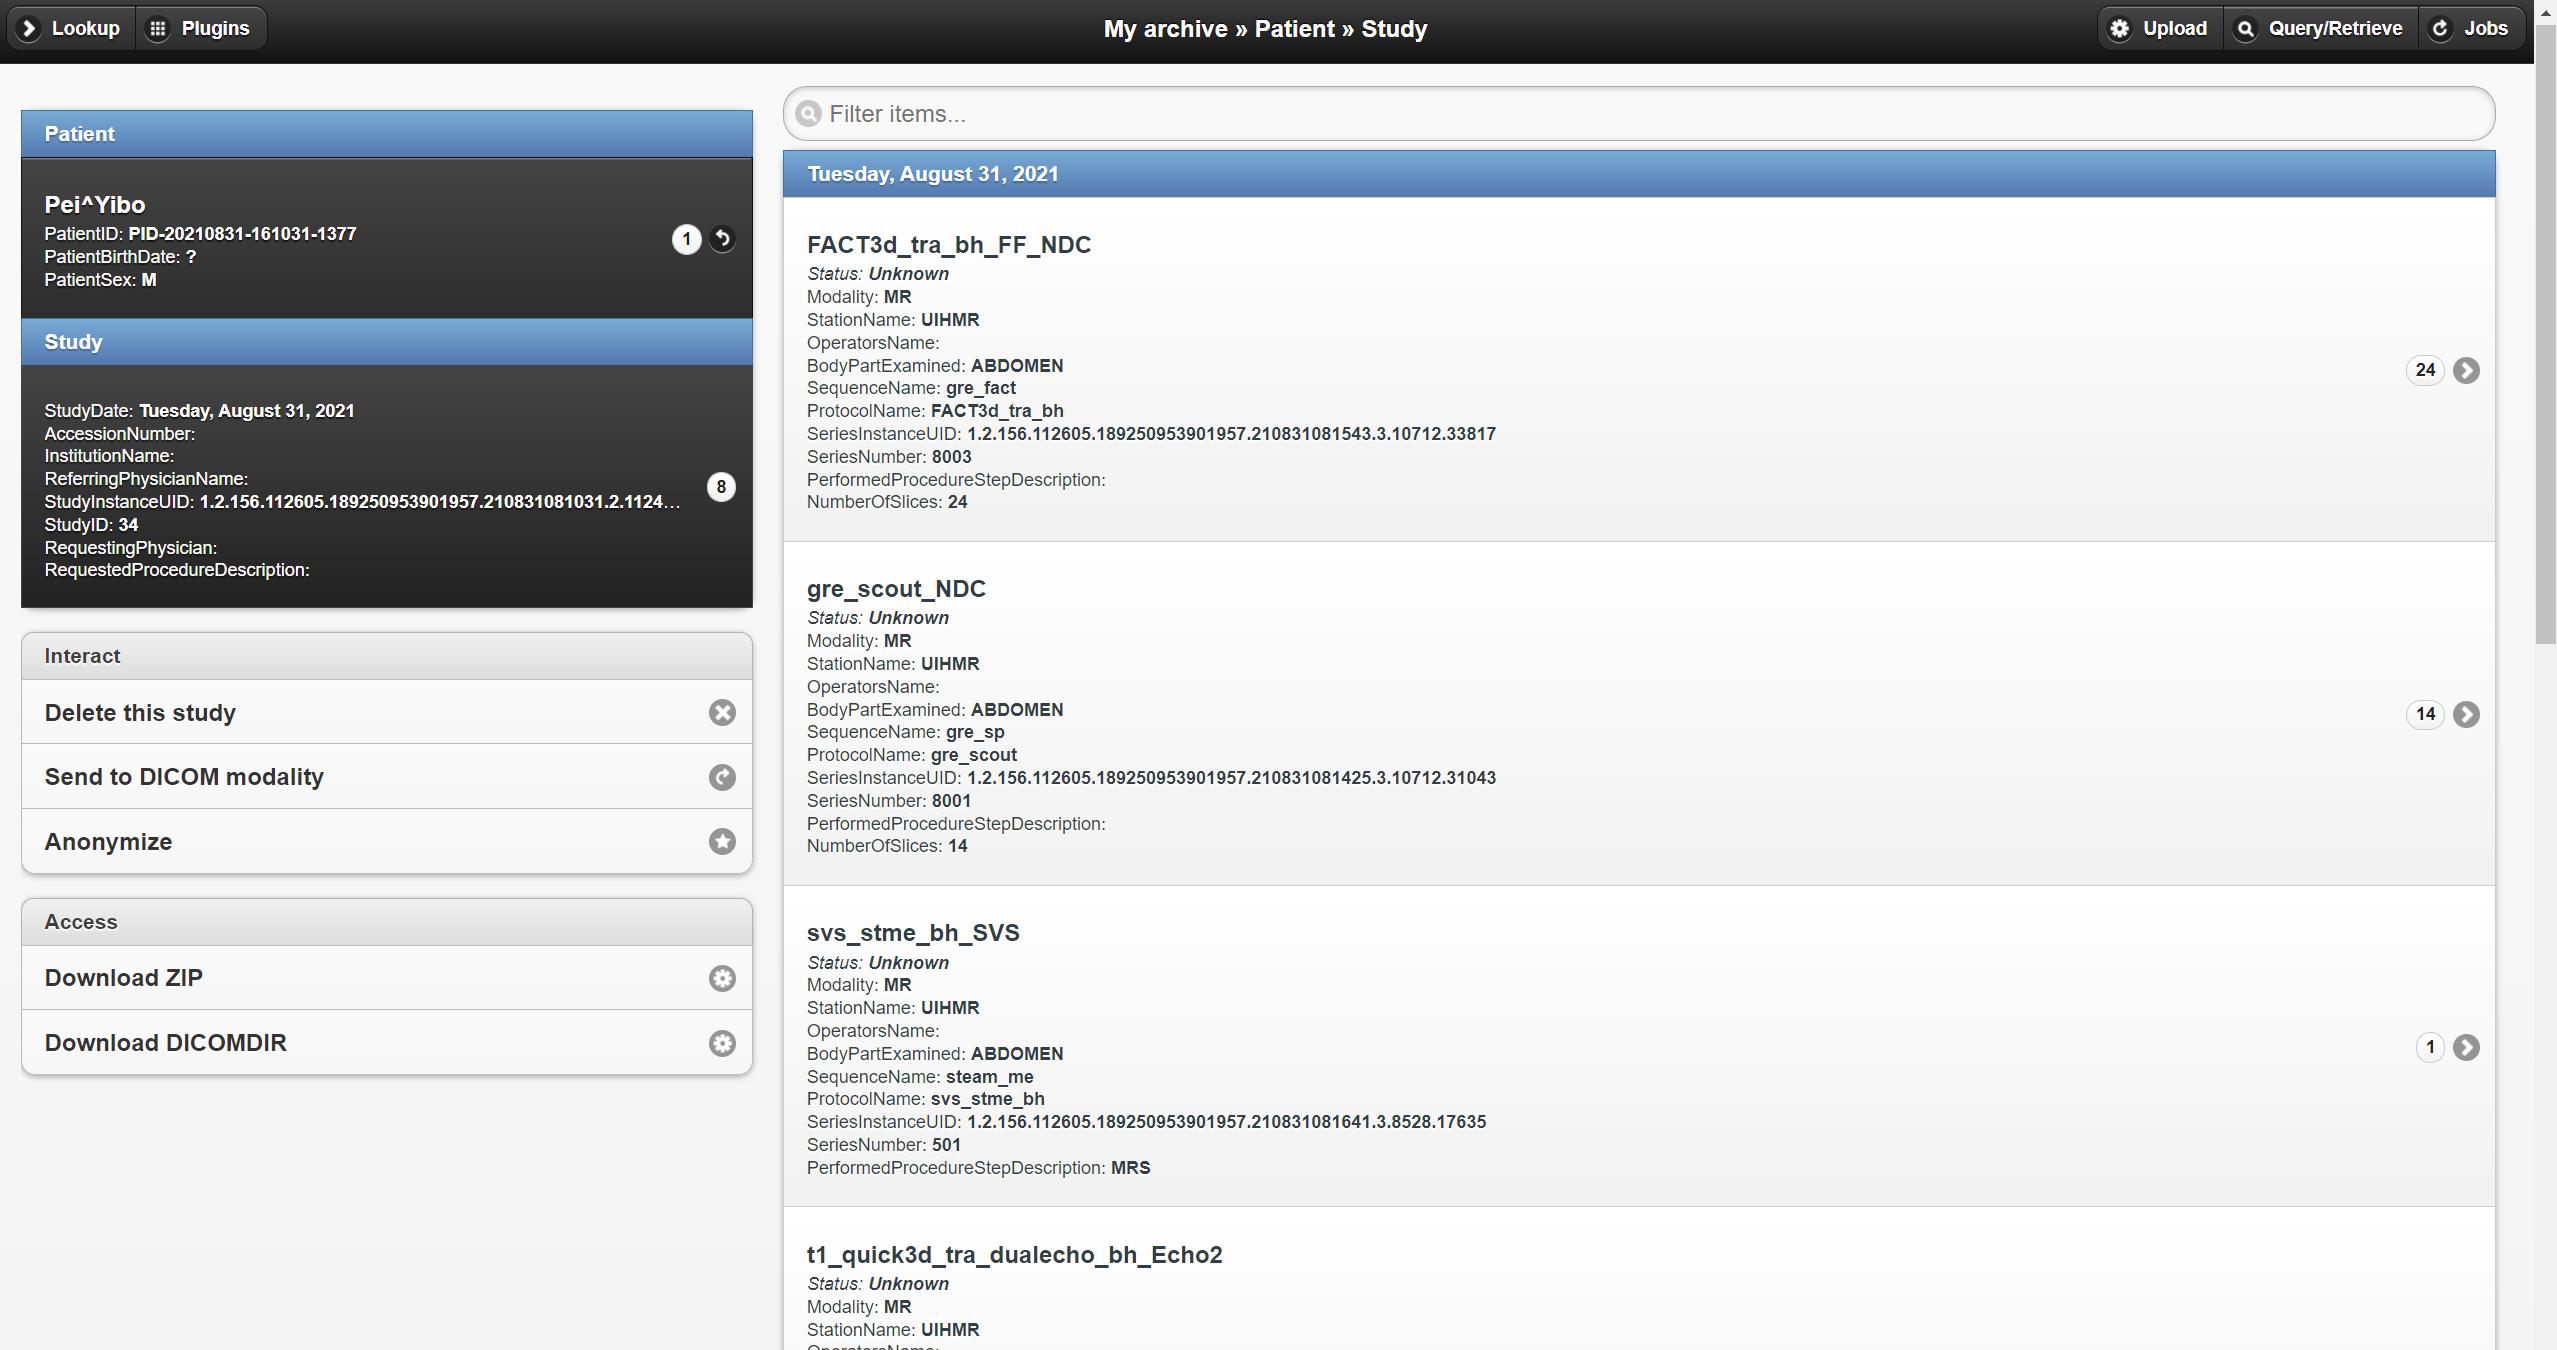 Lookup
Plugins
My archive » Patient » Study
Upload
Query/Retrieve
Jobs
Patient
Pei^Yibo
PatientID: PID-20210831-161031-1377
PatientBirthDate: ?
PatientSex: M
1
Study
StudyDate: Tuesday, August 31, 2021
AccessionNumber:
InstitutionName:
ReferringPhysicianName:
StudyInstanceUID: 1.2.156.112605.189250953901957.210831081031.2.1124...
StudyID: 34
RequestingPhysician:
RequestedProcedureDescription:
8
Interact
Delete this study
Send to DICOM modality
Anonymize
Access
Download ZIP
Download DICOMDIR
Filter items...
Tuesday, August 31, 2021
FACT3d_tra_bh_FF_NDC
Status: Unknown
Modality: MR
StationName: UIHMR
OperatorsName:
BodyPartExamined: ABDOMEN
SequenceName: gre_fact
ProtocolName: FACT3d_tra_bh
SeriesInstanceUID: 1.2.156.112605.189250953901957.210831081543.3.10712.33817
SeriesNumber: 8003
PerformedProcedureStepDescription:
NumberOfSlices: 24
24
gre_scout_NDC
Status: Unknown
Modality: MR
StationName: UIHMR
OperatorsName:
BodyPartExamined: ABDOMEN
SequenceName: gre_sp
ProtocolName: gre_scout
SeriesInstanceUID: 1.2.156.112605.189250953901957.210831081425.3.10712.31043
SeriesNumber: 8001
PerformedProcedureStepDescription:
NumberOfSlices: 14
14
svs_stme_bh_SVS
Status: Unknown
Modality: MR
StationName: UIHMR
OperatorsName:
BodyPartExamined: ABDOMEN
SequenceName: steam_me
ProtocolName: svs_stme_bh
SeriesInstanceUID: 1.2.156.112605.189250953901957.210831081641.3.8528.17635
SeriesNumber: 501
PerformedProcedureStepDescription: MRS
1
t1_quick3d_tra_dualecho_bh_Echo2
Status: Unknown
Modality: MR
StationName: UIHMR
OperatorsName: